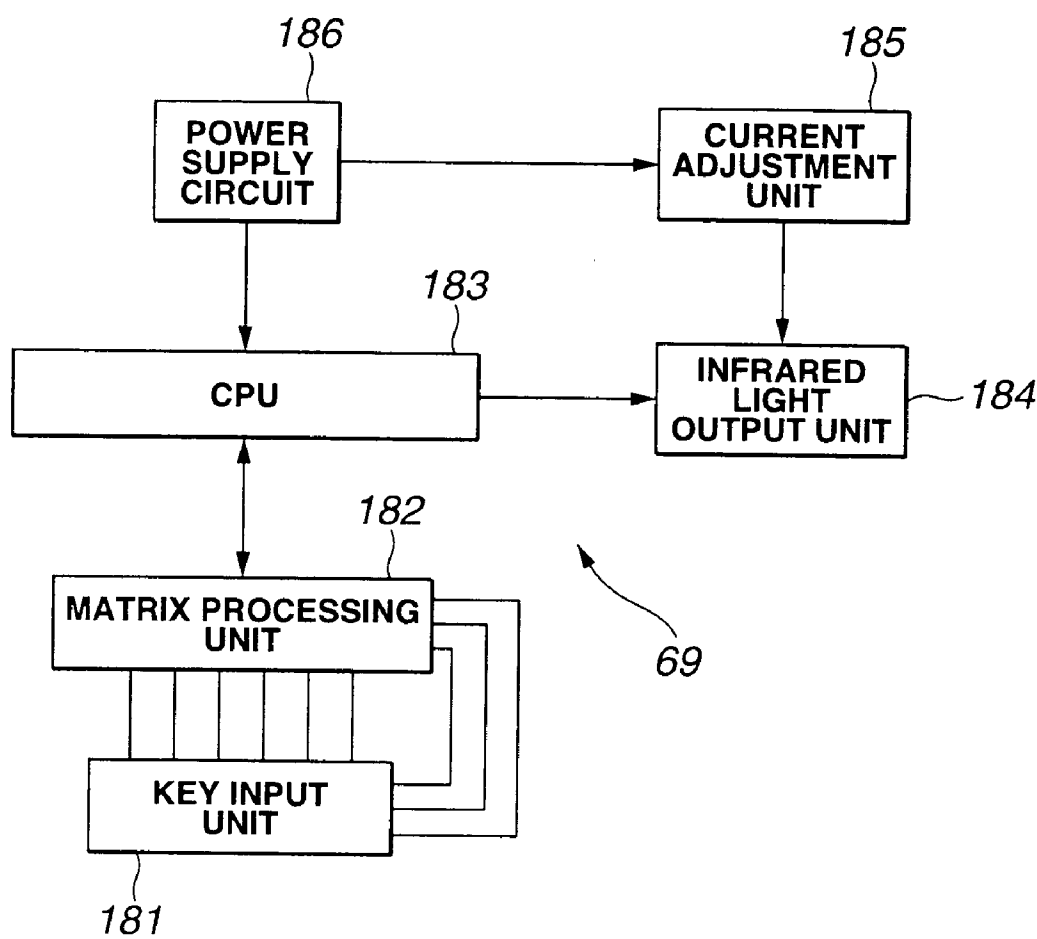 186
185
POWER
SUPPLY
CIRCUIT
CURRENT
ADJUSTMENT
UNIT
183
CPU
INFRARED
LIGHT
OUTPUT UNIT
184
182
MATRIX PROCESSING
UNIT
69
KEY INPUT
UNIT
181